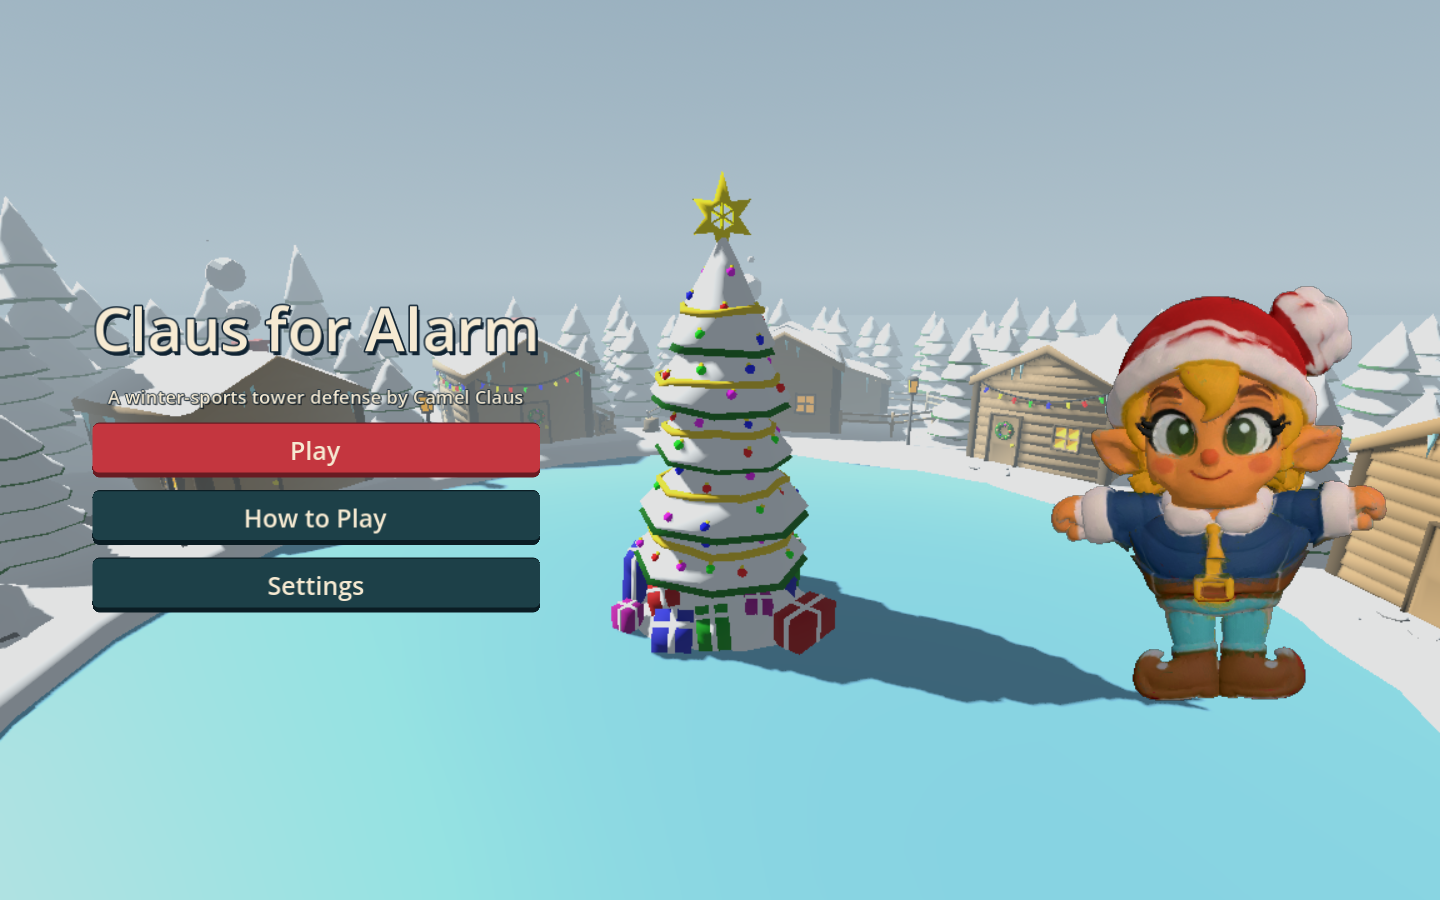 Claus for Alarm
A winter-sports tower defense by Camel Claus
Play
How to Play
Settings